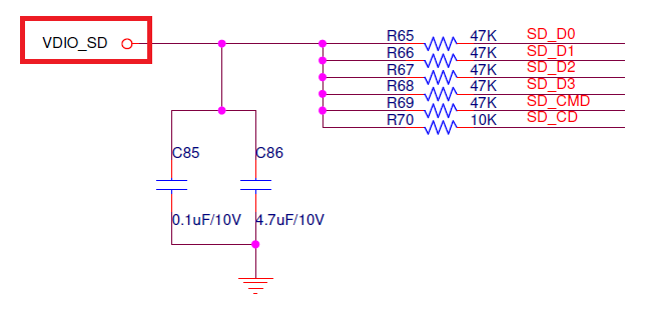 VDIO_SD
R65 47K SD_D0
R66 47K SD_D1
R67 47K SD_D2
R68 47K SD_D3
R69 47K SD_CMD
R70 10K SD_CD
C85 C86
0.1uF/10V 4.7uF/10V